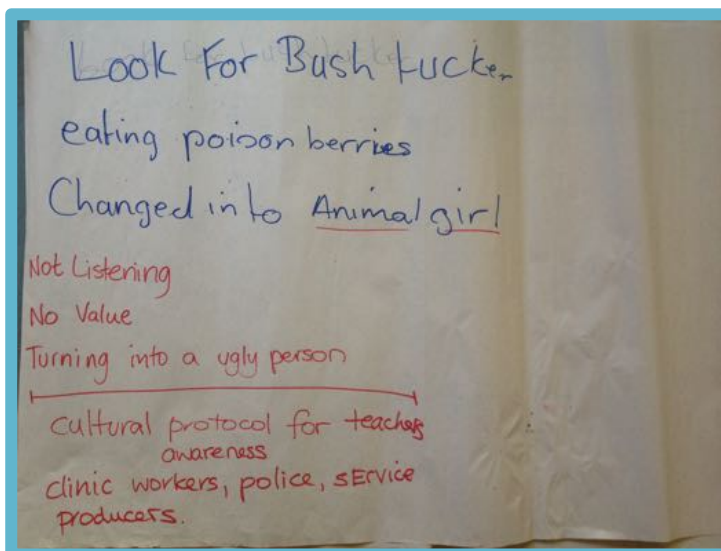 Look For Bush tucker
eating poison berries
Changed into Animal girl
Not Listening
No Value
Turning into a ugly person
cultural protocol for teachers
awareness
clinic workers, police, sErvice
producers.